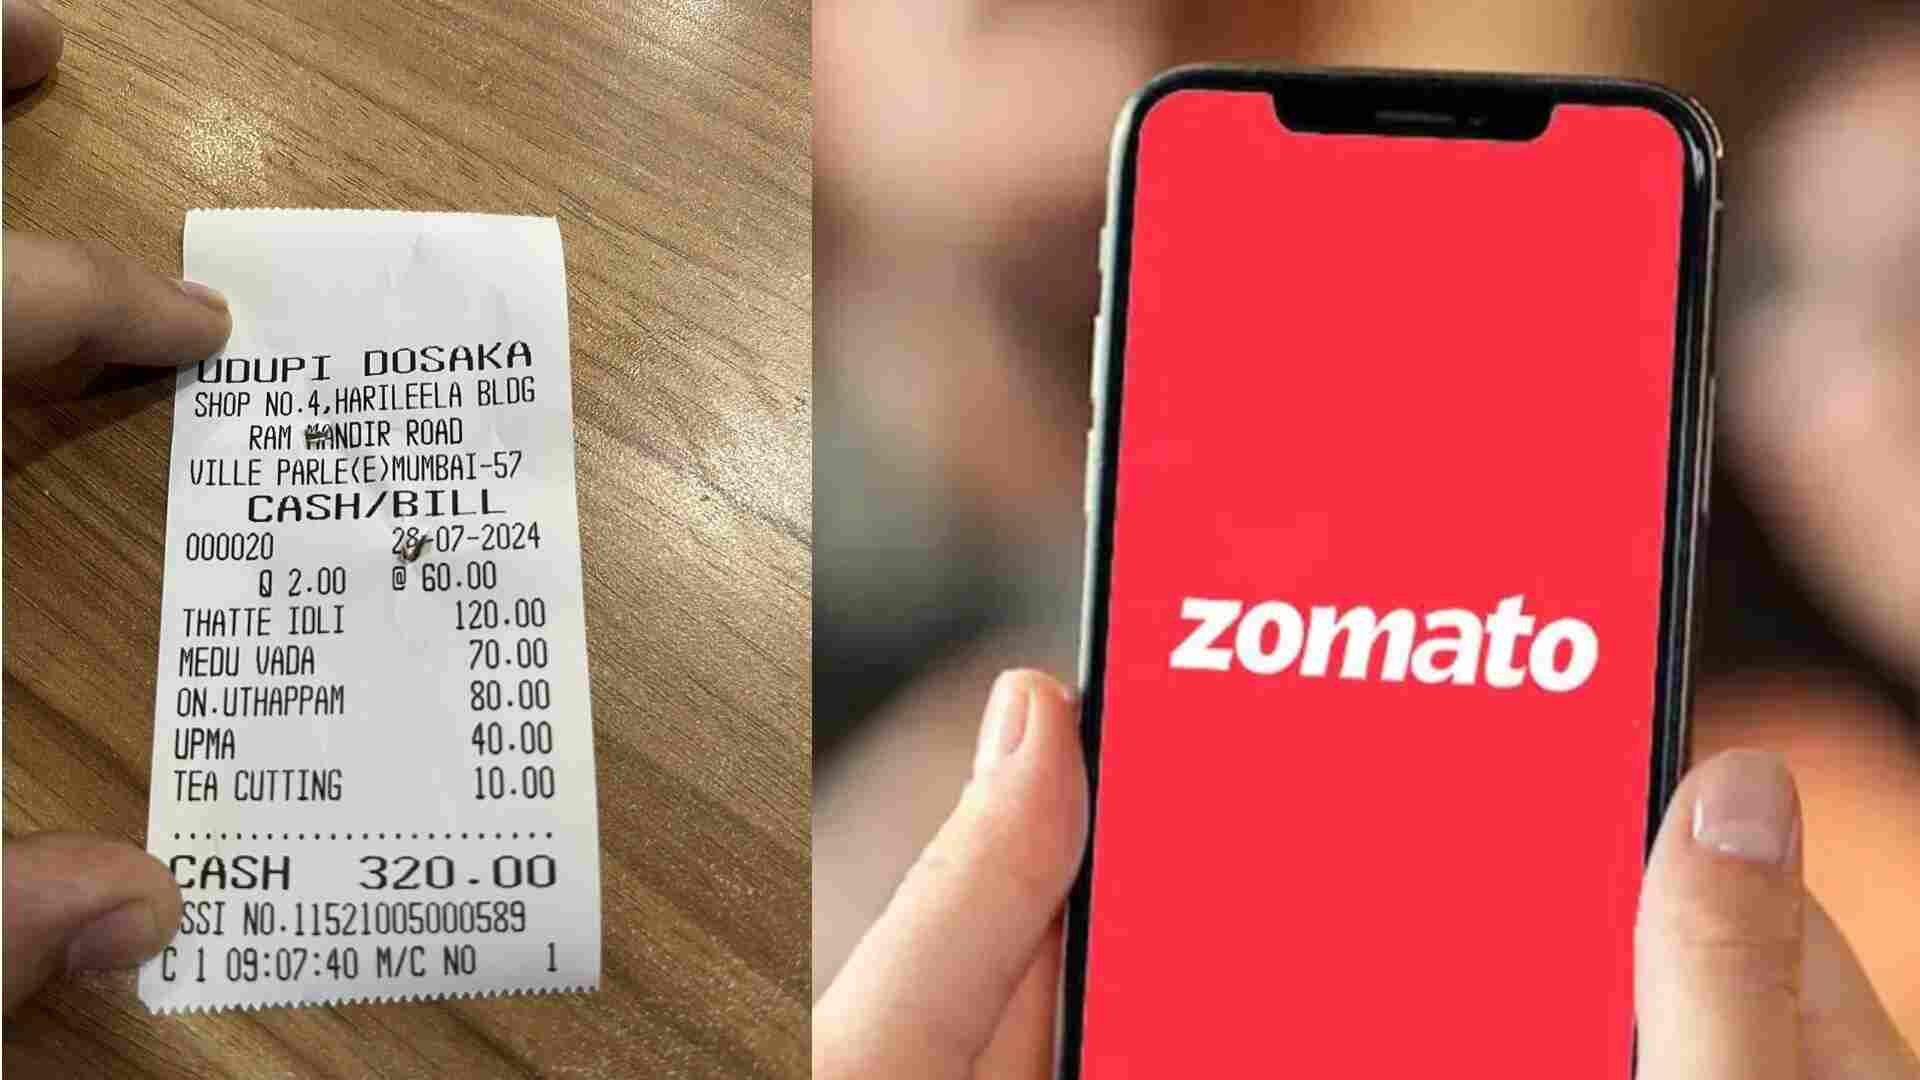 UDUPI DOSAKA
SHOP NO.4,HARILEELA BLDG
RAM MANDIR ROAD
VILLE PARLE(E)MUMBAI-57
CASH/BILL
000020 28-07-2024
Q 2.00 @ 60.00
THATTE IDLI 120.00
MEDU VADA 70.00
ON.UTHAPPAM 80.00
UPMA 40.00
TEA CUTTING 10.00
........................
CASH 320.00
SSI NO.11521005000589
C 1 09:07:40 M/C NO 1
zomato